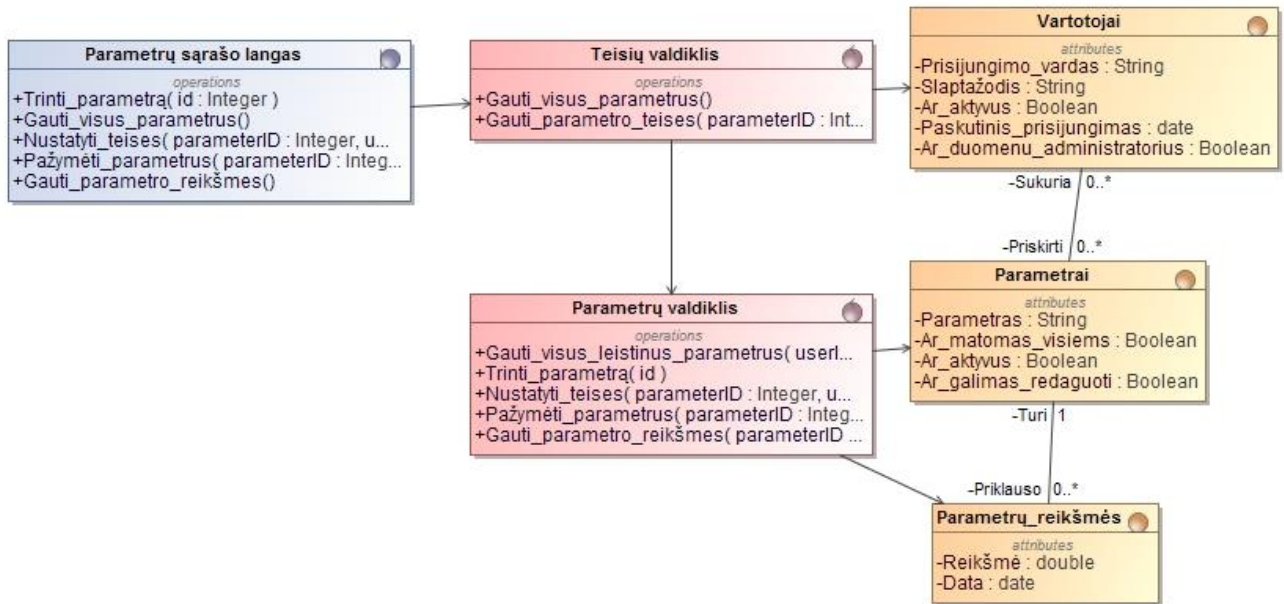 Parametrų sąrašo langas
operations
+Trinti_parametrą( id : Integer )
+Gauti_visus_parametrus()
+Nustatyti_teises( parameterID : Integer, u...
+Pažymėti_parametrus( parameterID : Integ...
+Gauti_parametro_reikšmes()
Teisių valdiklis
operations
+Gauti_visus_parametrus()
+Gauti_parametro_teises( parameterID : Int...
Vartotojai
attributes
-Prisijungimo_vardas : String
-Slaptažodis : String
-Ar_aktyvus : Boolean
-Paskutinis_prisijungimas : date
-Ar_duomenu_administratorius : Boolean
-Sukuria 0..*
-Priskirti 0..*
Parametrų valdiklis
operations
+Gauti_visus_leistinus_parametrus( userI...
+Trinti_parametrą( id )
+Nustatyti_teises( parameterID : Integer, u...
+Pažymėti_parametrus( parameterID : Integ...
+Gauti_parametro_reikšmes( parameterID ...
Parametrai
attributes
-Parametras : String
-Ar_matomas_visiems : Boolean
-Ar_aktyvus : Boolean
-Ar_galimas_redaguoti : Boolean
-Turi 1
-Priklauso 0..*
Parametrų_reikšmės
attributes
-Reikšmė : double
-Data : date